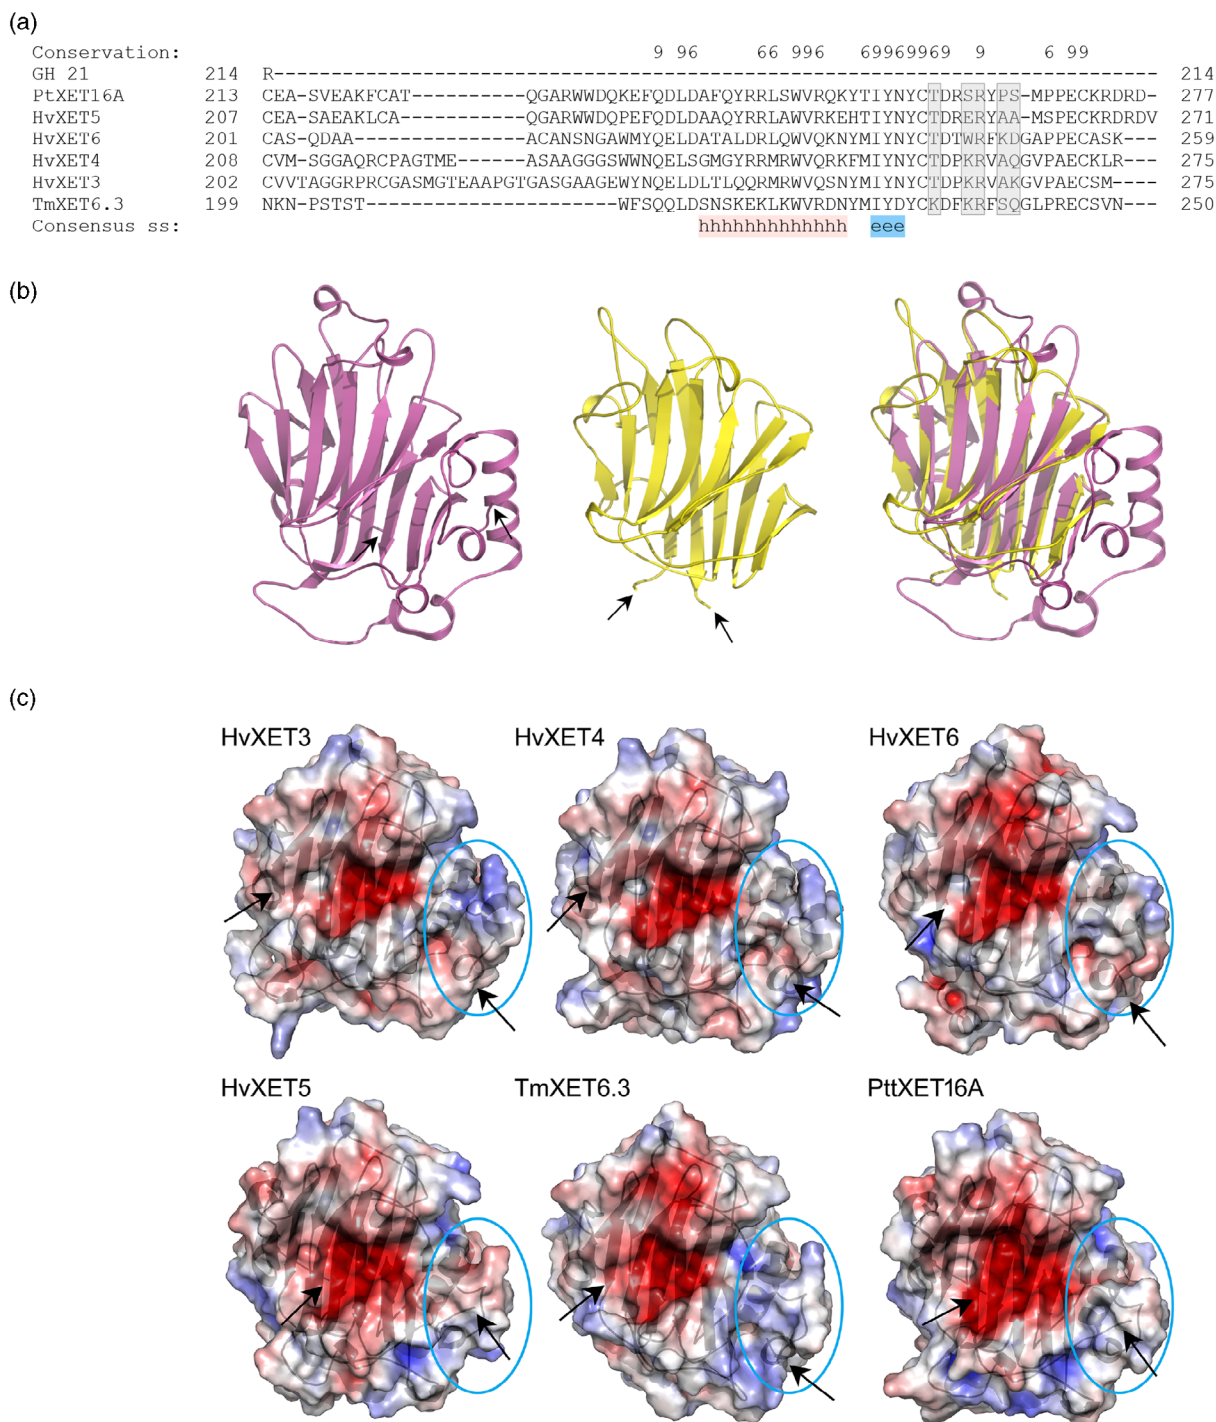 (a)
Conservation: 9 96 66 996 69969969 9 6 99
GH 21 214 R----------------------------------------------------------------------------- 214
PtXET16A 213 CEA-SVEAKFCAT----------QGARWWDQKEFQDLDAFQYRRLSWVRQKYTIYNYCTDRSRYPS-MPPECKRDRD- 277
HvXET5 207 CEA-SAEAKLCA-----------QGARWWDQPEFYQLDAAQYRRLAWVRKEHTIYNYCTDRERYAA-MSPECKRDRDV 271
HvXET6 201 CAS-QDAA-------------ACANSNGAWMYQELDATALDRLQWVQKNYMIYNYCTDTWRFKDGAPPECASK---- 259
HvXET4 208 CVM-SGGAQRCPAGTME------ASAAGGGSWWNQELSGMGYRRMRWVQRKFMIYNYCTDPKRVAQGVPAECKLR--- 275
HvXET3 202 CVVTAGGRPRCGASMGTEAAPGTGASGAAGEWYNQELDLTLQQRMRWVQSNYMIYNYCTDPKRVAKGVPAECSM---- 275
TmXET6.3 199 NKN-PSTST----------------------WFSQQLDSNSKEKLKWVRDNYMIYDYCKDFKRFSQGLPRECSVN--- 250
Consensus ss: hhhhhhhhhhhhh eee
(b)
(c)
HvXET3 HvXET4 HvXET6
HvXET5 TmXET6.3 PttXET16A